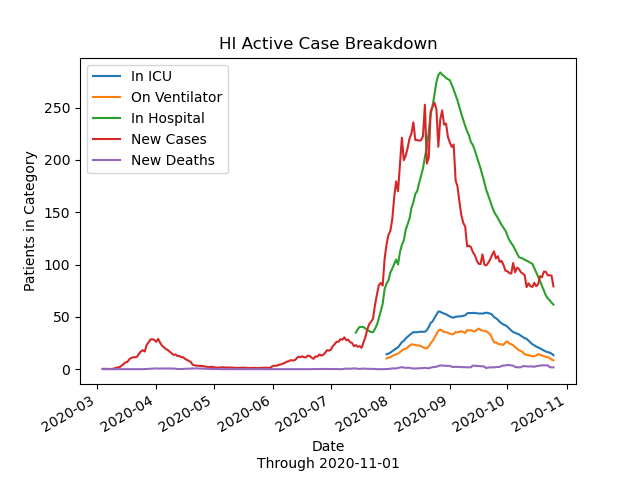 HI Active Case Breakdown
In ICU
On Ventilator
In Hospital
New Cases
New Deaths
Patients in Category
250
200
150
100
50
0
2020-03
2020-04
2020-05
2020-06
2020-07
2020-08
2020-09
2020-10
2020-11
Date
Through 2020-11-01